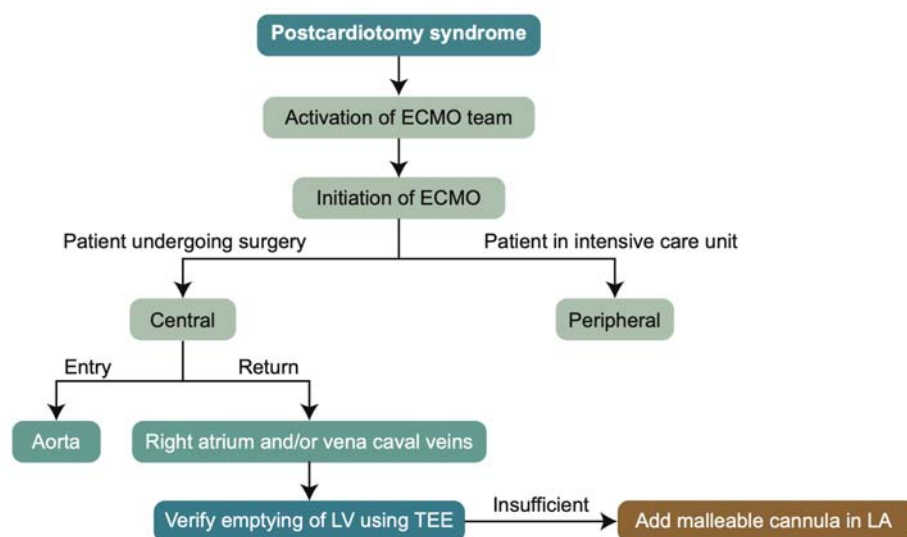 Postcardiotomy syndrome
Activation of ECMO team
Initiation of ECMO
Patient undergoing surgery
Patient in intensive care unit
Central
Peripheral
Entry
Return
Aorta
Right atrium and/or vena caval veins
Insufficient
Verify emptying of LV using TEE
Add malleable cannula in LA